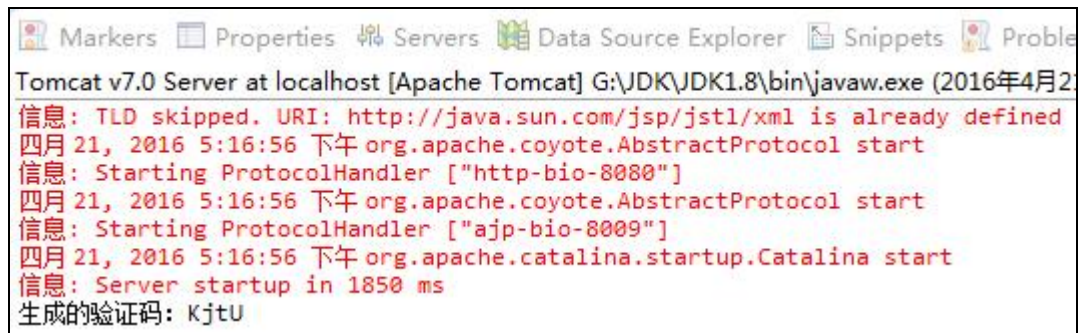 Markers Properties Servers Data Source Explorer Snippets Proble
Tomcat v7.0 Server at localhost [Apache Tomcat] G:\JDK\JDK1.8\bin\javaw.exe (2016年4月21
信息: TLD skipped. URI: http://java.sun.com/jsp/jstl/xml is already defined
四月 21, 2016 5:16:56 下午 org.apache.coyote.AbstractProtocol start
信息: Starting ProtocolHandler ["http-bio-8080"]
四月 21, 2016 5:16:56 下午 org.apache.coyote.AbstractProtocol start
信息: Starting ProtocolHandler ["ajp-bio-8009"]
四月 21, 2016 5:16:56 下午 org.apache.catalina.startup.Catalina start
信息: Server startup in 1850 ms
生成的验证码: KjtU